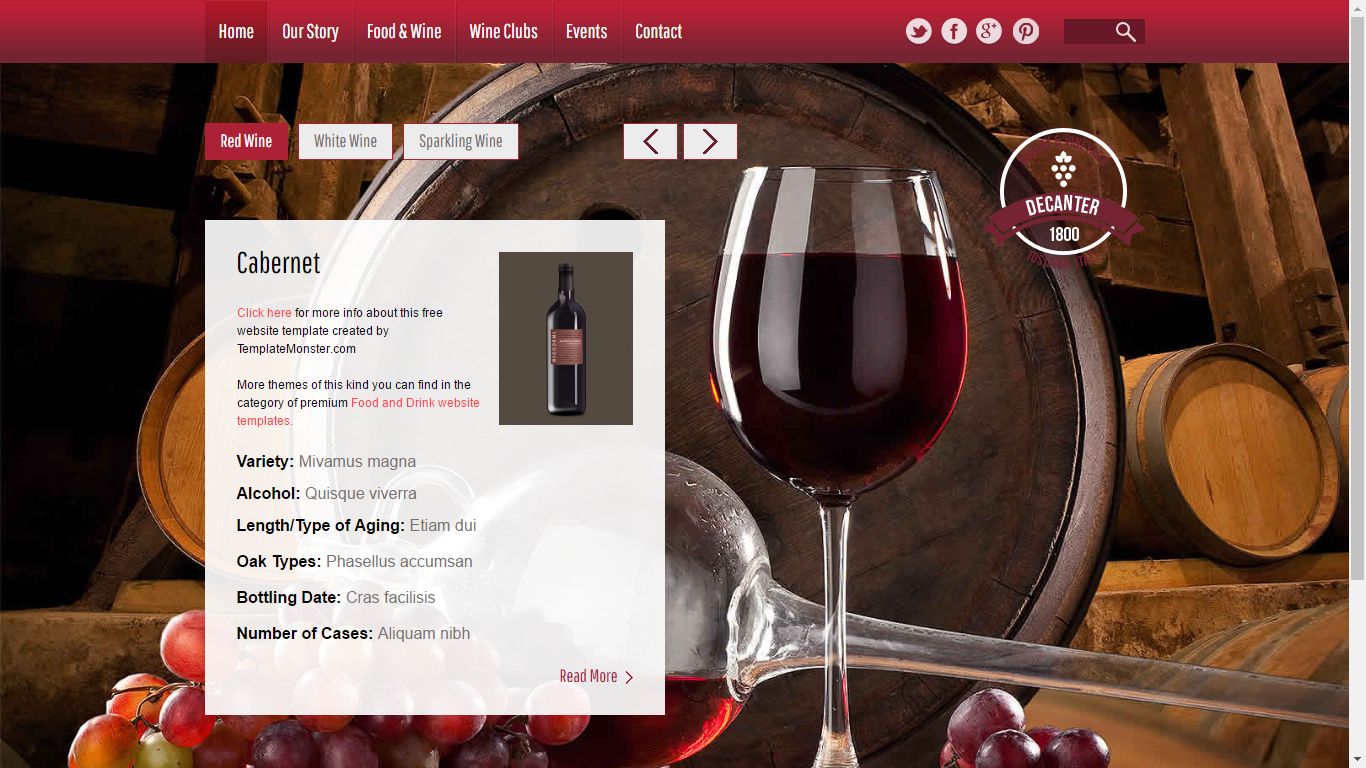 Home Our Story Food & Wine Wine Clubs Events Contact
Red Wine White Wine Sparkling Wine
DECANTER
1800
Cabernet
Click here for more info about this free
website template created by
TemplateMonster.com
More themes of this kind you can find in the
category of premium Food and Drink website
templates.
Variety: Mivamus magna
Alcohol: Quisque viverra
Length/Type of Aging: Etiam dui
Oak Types: Phasellus accumsan
Bottling Date: Cras facilisis
Number of Cases: Aliquam nibh
Read More